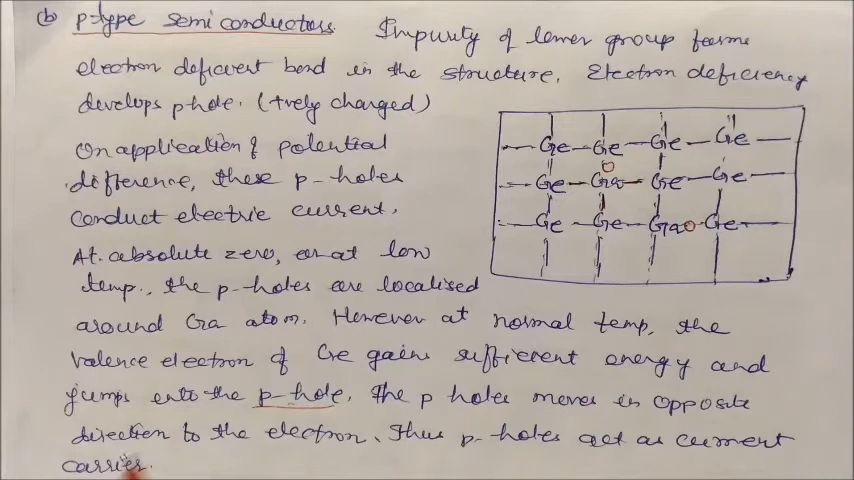 (b) p-type semiconductors Impurity of lower group forms
electron deficient bond in the structure. Electron deficiency
develops p hole. (+vely charged)
On application of potential
difference, these p-holes
conduct electric current.
At absolute zero, or at low
temp., the p-holes are localised
around Ga atom. However at normal temp, the
valence electron of Ge gains sufficient energy and
jumps into the p-hole. The p holes moves in opposite
direction to the electron. Thus p-holes act as current
carrier.
Ge Ge Ge Ge
Ge Ga Ge Ge
Ge Ge Ga Ge